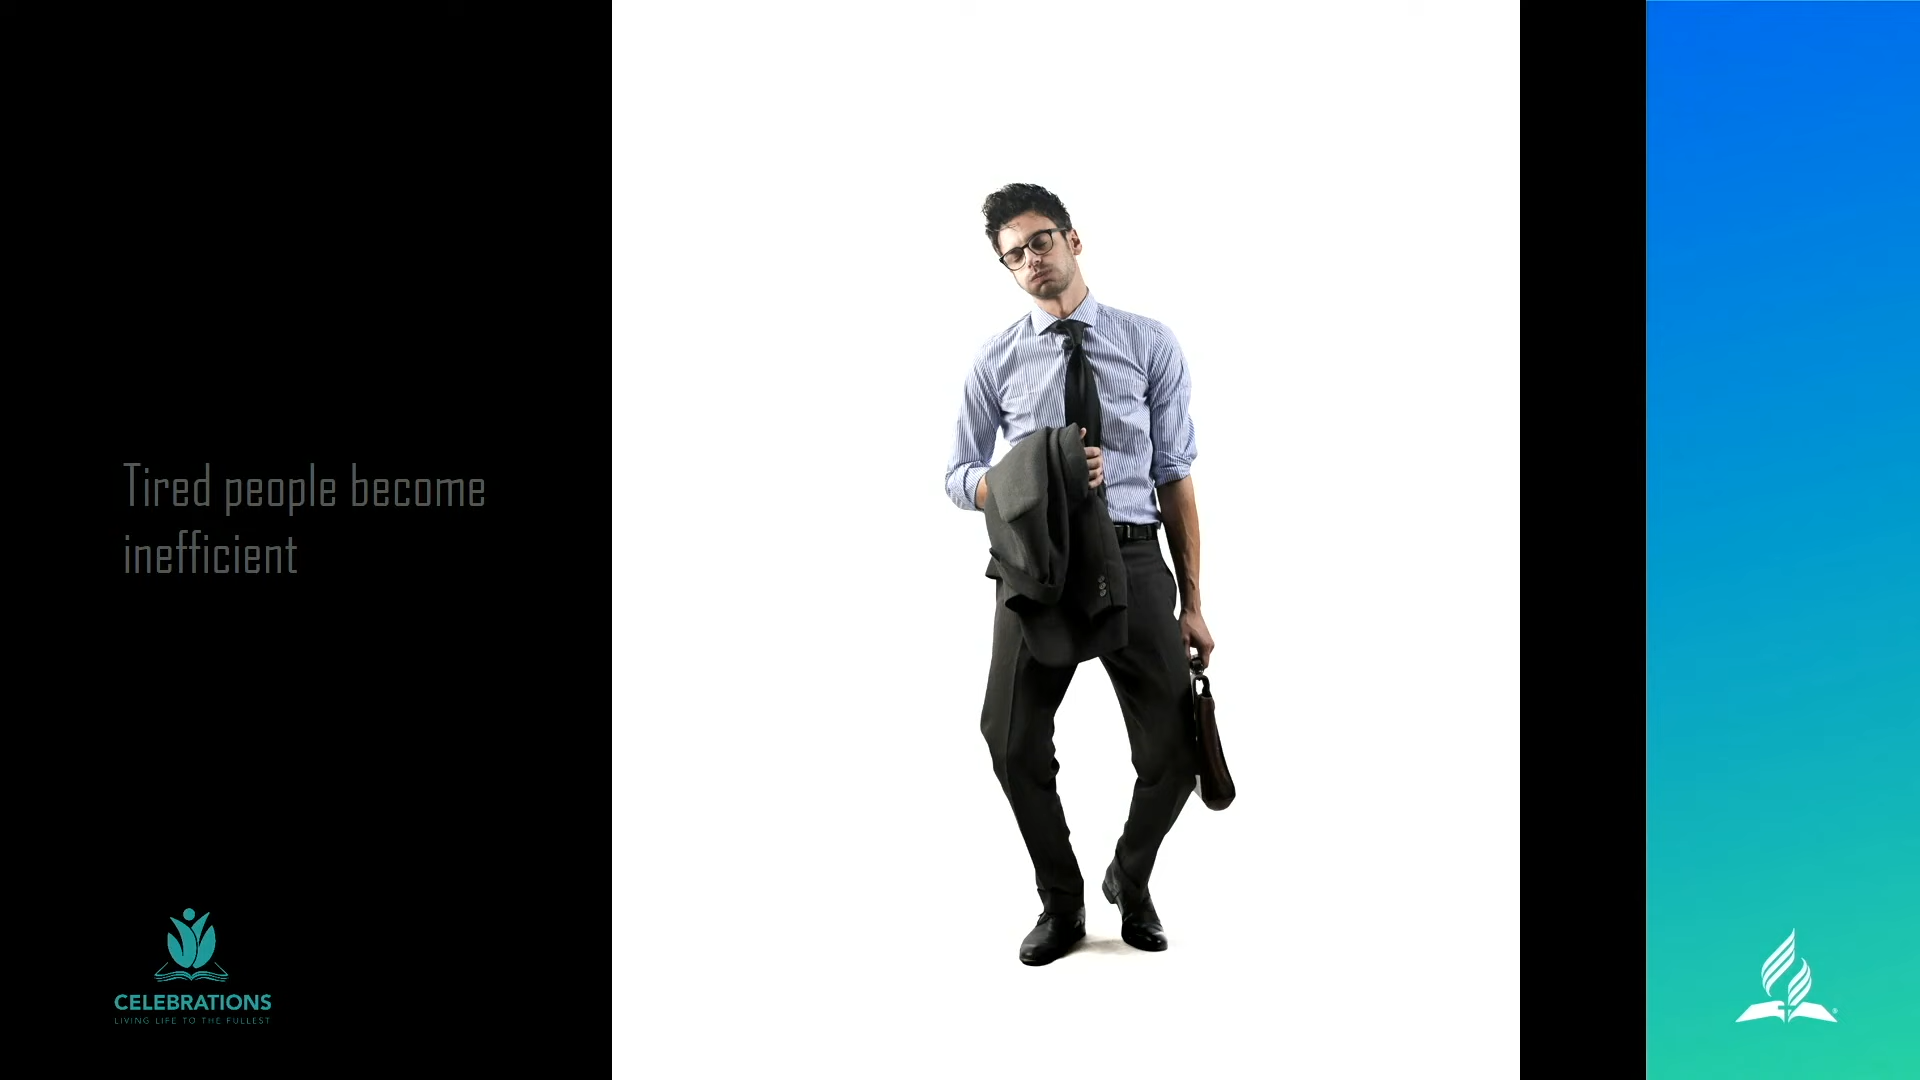 Tired people become
inefficient
CELEBRATIONS
LIVING LIFE TO THE FULLEST